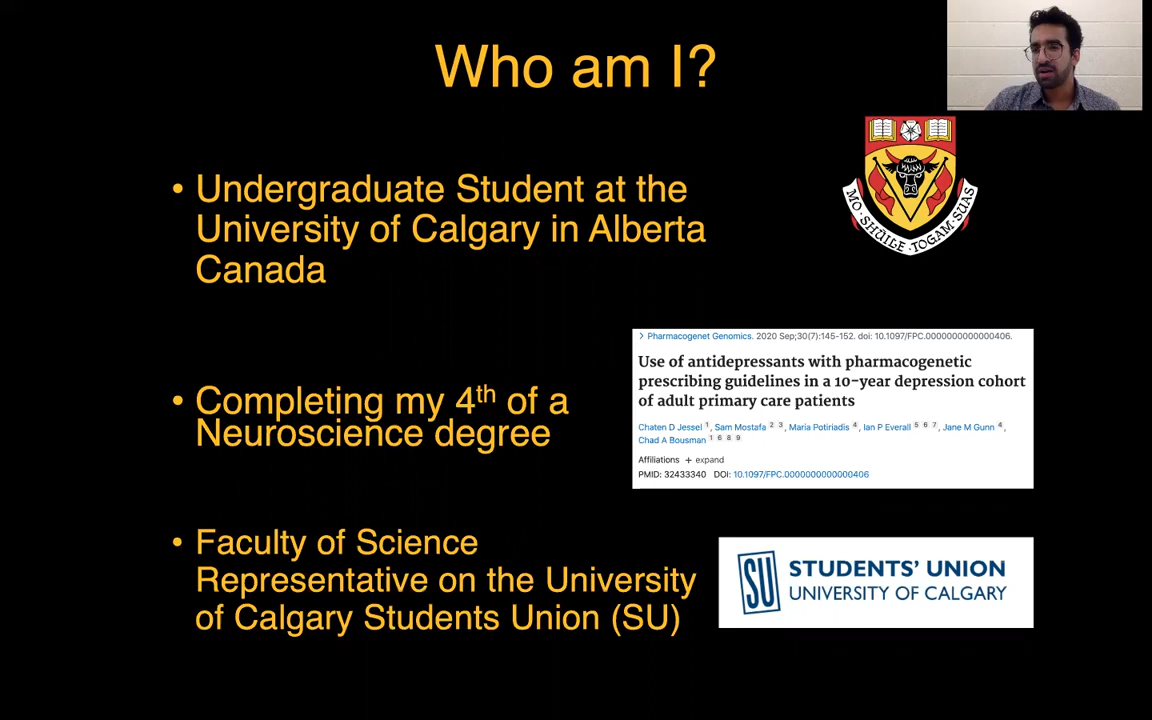 Who am I?
• Undergraduate Student at the
University of Calgary in Alberta
Canada
MO·SHÙILE·TOGAM·SUAS
• Completing my 4th of a
Neuroscience degree
> Pharmacogenet Genomics. 2020 Sep;30(7):145-152. doi: 10.1097/FPC.0000000000000406.
Use of antidepressants with pharmacogenetic
prescribing guidelines in a 10-year depression cohort
of adult primary care patients
Chaten D Jessel 1, Sam Mostafa 2 3, Maria Potiriadis 4, Ian P Everall 5 6 7, Jane M Gunn 4,
Chad A Bousman 1 6 8 9
Affiliations + expand
PMID: 32433340 DOI: 10.1097/FPC.0000000000000406
• Faculty of Science
Representative on the University
of Calgary Students Union (SU)
SU
STUDENTS' UNION
UNIVERSITY OF CALGARY